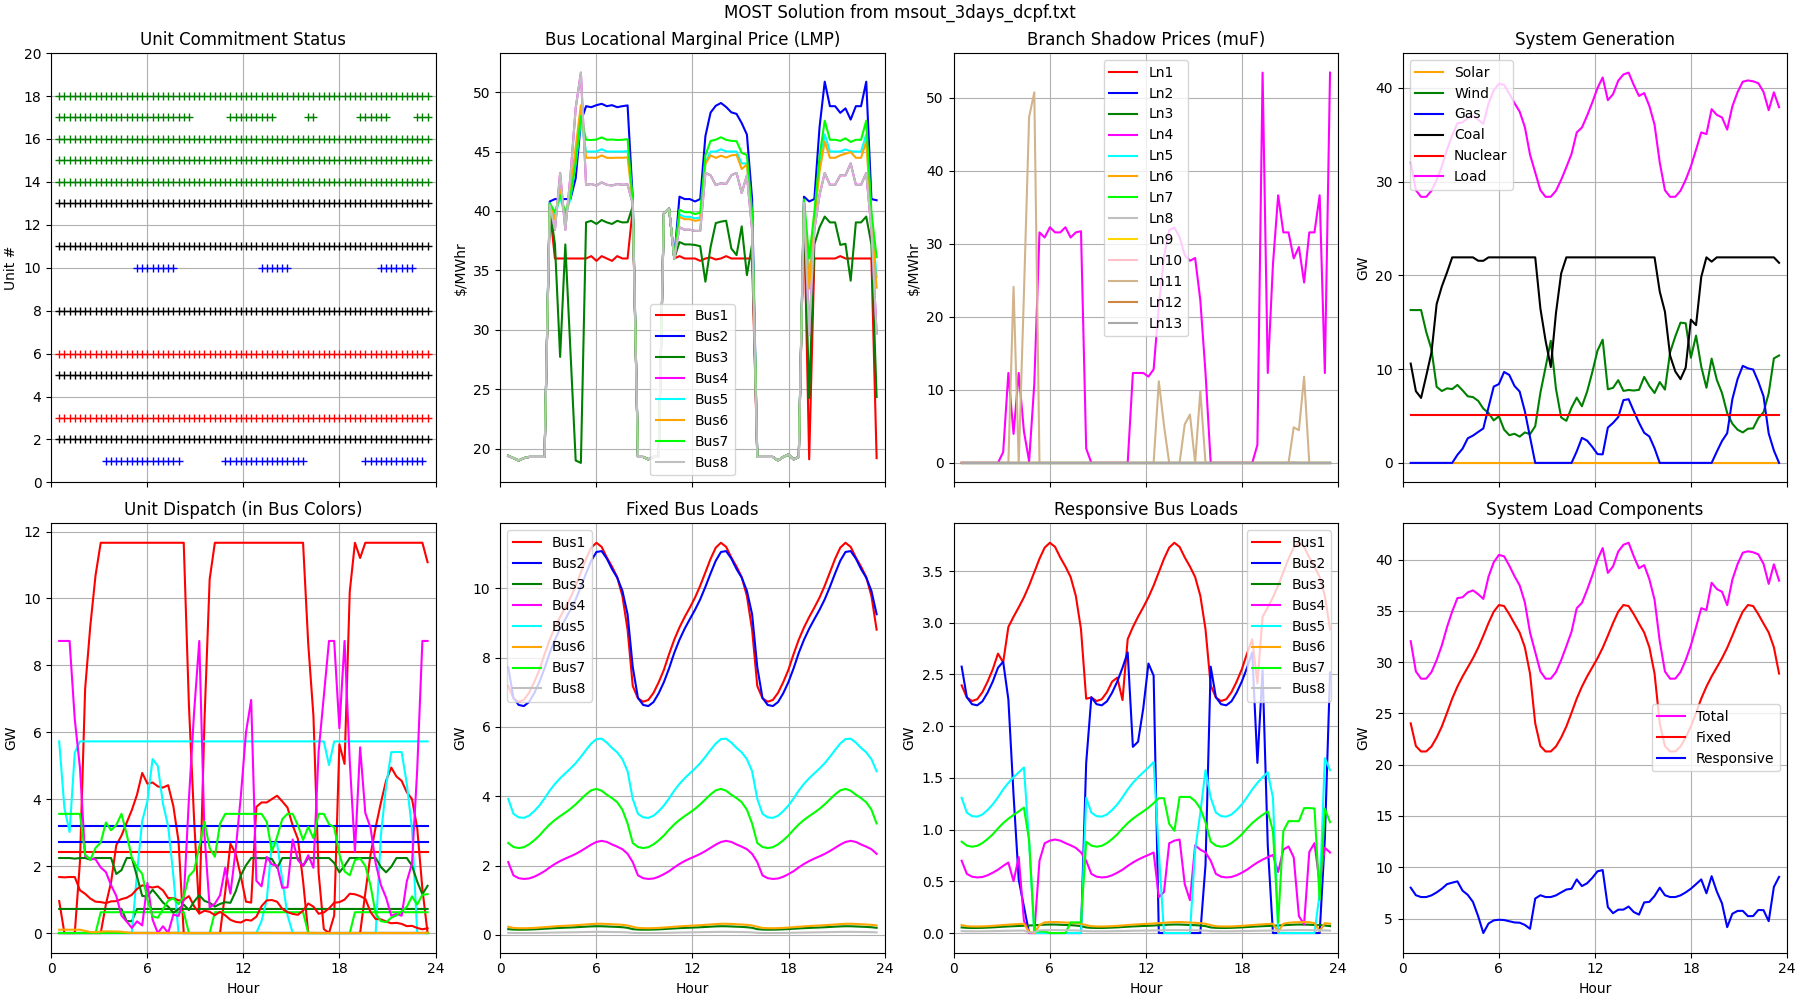 MOST Solution from msout_3days_dcpf.txt
Unit Commitment Status
Unit #
20
18
16
14
12
10
8
6
4
2
0
Bus Locational Marginal Price (LMP)
$/MWhr
50
45
40
35
30
25
20
Bus1
Bus2
Bus3
Bus4
Bus5
Bus6
Bus7
Bus8
Branch Shadow Prices (muF)
$/MWhr
50
40
30
20
10
0
Ln1
Ln2
Ln3
Ln4
Ln5
Ln6
Ln7
Ln8
Ln9
Ln10
Ln11
Ln12
Ln13
System Generation
GW
40
30
20
10
0
Solar
Wind
Gas
Coal
Nuclear
Load
Unit Dispatch (in Bus Colors)
GW
12
10
8
6
4
2
0
0 6 12 18 24
Hour
Fixed Bus Loads
GW
10
8
6
4
2
0
Bus1
Bus2
Bus3
Bus4
Bus5
Bus6
Bus7
Bus8
0 6 12 18 24
Hour
Responsive Bus Loads
GW
3.5
3.0
2.5
2.0
1.5
1.0
0.5
0.0
Bus1
Bus2
Bus3
Bus4
Bus5
Bus6
Bus7
Bus8
0 6 12 18 24
Hour
System Load Components
GW
40
35
30
25
20
15
10
5
Total
Fixed
Responsive
0 6 12 18 24
Hour